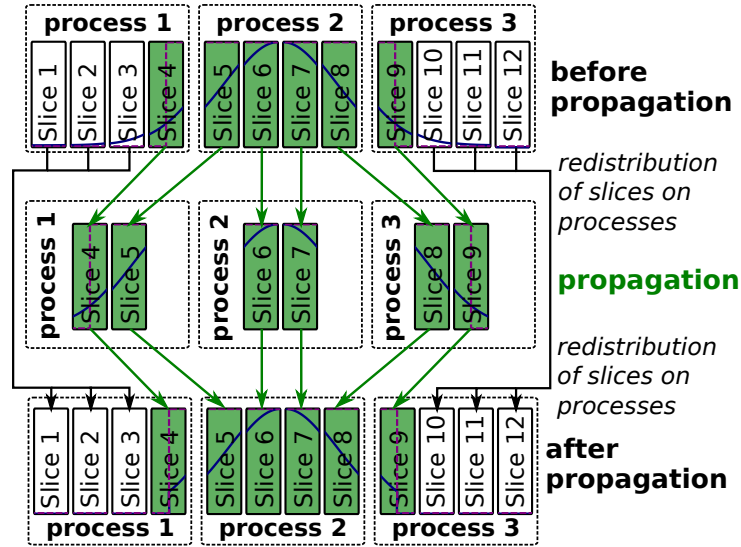 process 1
process 2
process 3
Slice 1
Slice 2
Slice 3
Slice 4
Slice 5
Slice 6
Slice 7
Slice 8
Slice 9
Slice 10
Slice 11
Slice 12
before
propagation
redistribution
of slices on
processes
process 1
Slice 4
Slice 5
process 2
Slice 6
Slice 7
process 3
Slice 8
Slice 9
propagation
redistribution
of slices on
processes
Slice 1
Slice 2
Slice 3
Slice 4
Slice 5
Slice 6
Slice 7
Slice 8
Slice 9
Slice 10
Slice 11
Slice 12
after
propagation
process 1
process 2
process 3